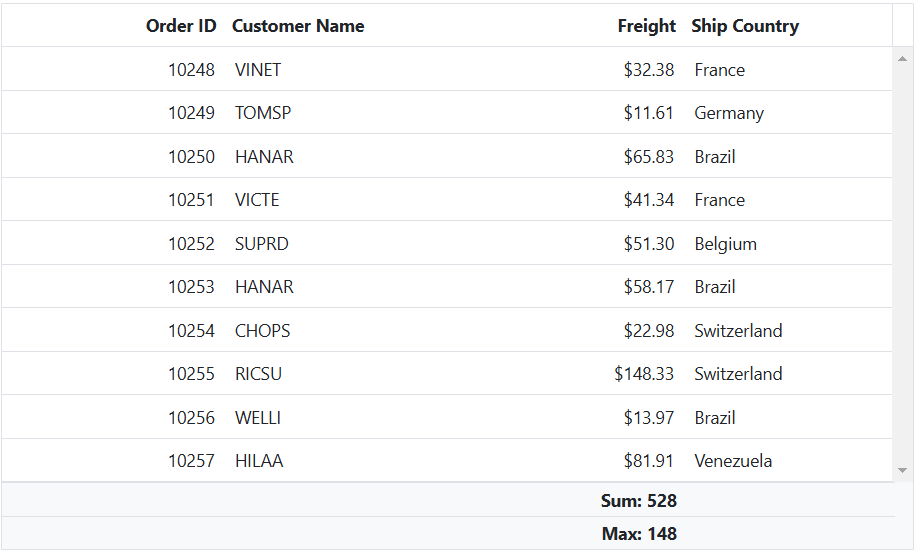 Order ID Customer Name Freight Ship Country
10248 VINET $32.38 France
10249 TOMSP $11.61 Germany
10250 HANAR $65.83 Brazil
10251 VICTE $41.34 France
10252 SUPRD $51.30 Belgium
10253 HANAR $58.17 Brazil
10254 CHOPS $22.98 Switzerland
10255 RICSU $148.33 Switzerland
10256 WELLI $13.97 Brazil
10257 HILAA $81.91 Venezuela
Sum: 528
Max: 148